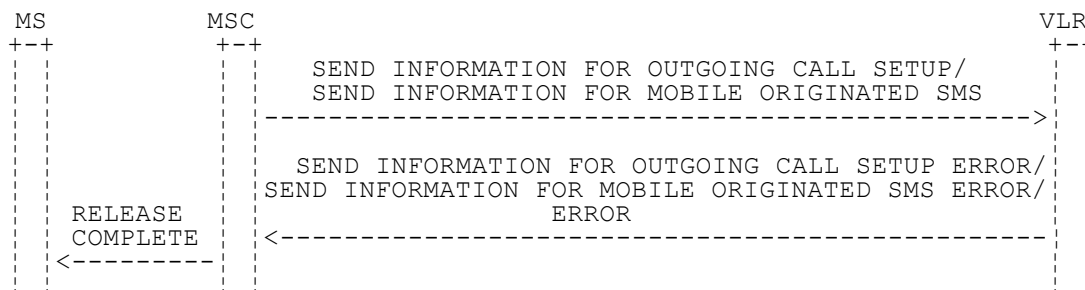 MS MSC VLR
SEND INFORMATION FOR OUTGOING CALL SETUP/
SEND INFORMATION FOR MOBILE ORIGINATED SMS
SEND INFORMATION FOR OUTGOING CALL SETUP ERROR/
SEND INFORMATION FOR MOBILE ORIGINATED SMS ERROR/
RELEASE ERROR
COMPLETE